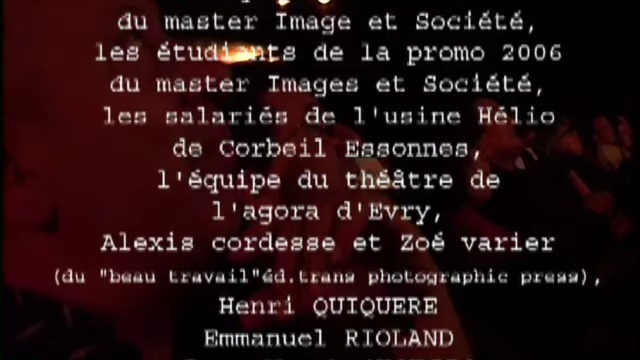 du master Image et Société,
les étudiants de la promo 2006
du master Images et Société,
les salariés de l'usine Hélio
de Corbeil Essonnes,
l'équipe du théâtre de
l'agora d'Evry,
Alexis cordesse et Zoé varier
(du "beau travail"éd.trans photographic press),
Henri QUIQUERE
Emmanuel RIOLAND